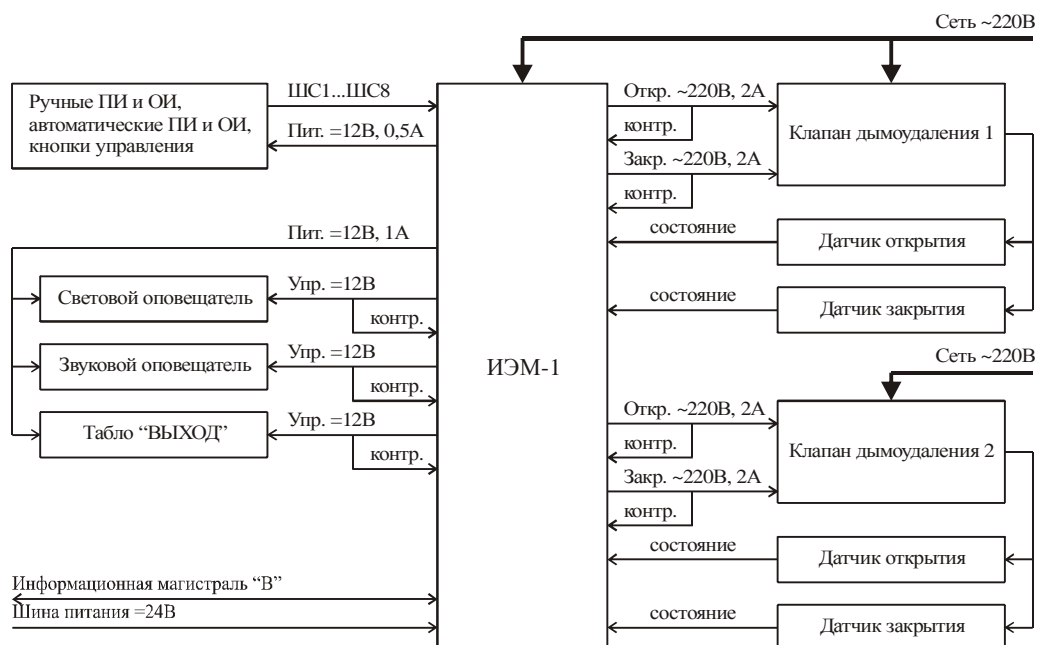 Сеть ~220В
Ручные ПИ и ОИ,
автоматические ПИ и ОИ,
кнопки управления
ШС1...ШС8
Пит. =12В, 0,5А
Откр. ~220В, 2А
контр.
Закр. ~220В, 2А
контр.
Клапан дымоудаления 1
состояние
Датчик открытия
состояние
Датчик закрытия
Пит. =12В, 1А
Световой оповещатель
Упр. =12В
контр.
Звуковой оповещатель
Упр. =12В
контр.
Табло “ВЫХОД”
Упр. =12В
контр.
ИЭМ-1
Сеть ~220В
Откр. ~220В, 2А
контр.
Закр. ~220В, 2А
контр.
Клапан дымоудаления 2
состояние
Датчик открытия
состояние
Датчик закрытия
Информационная магистраль “В”
Шина питания =24В